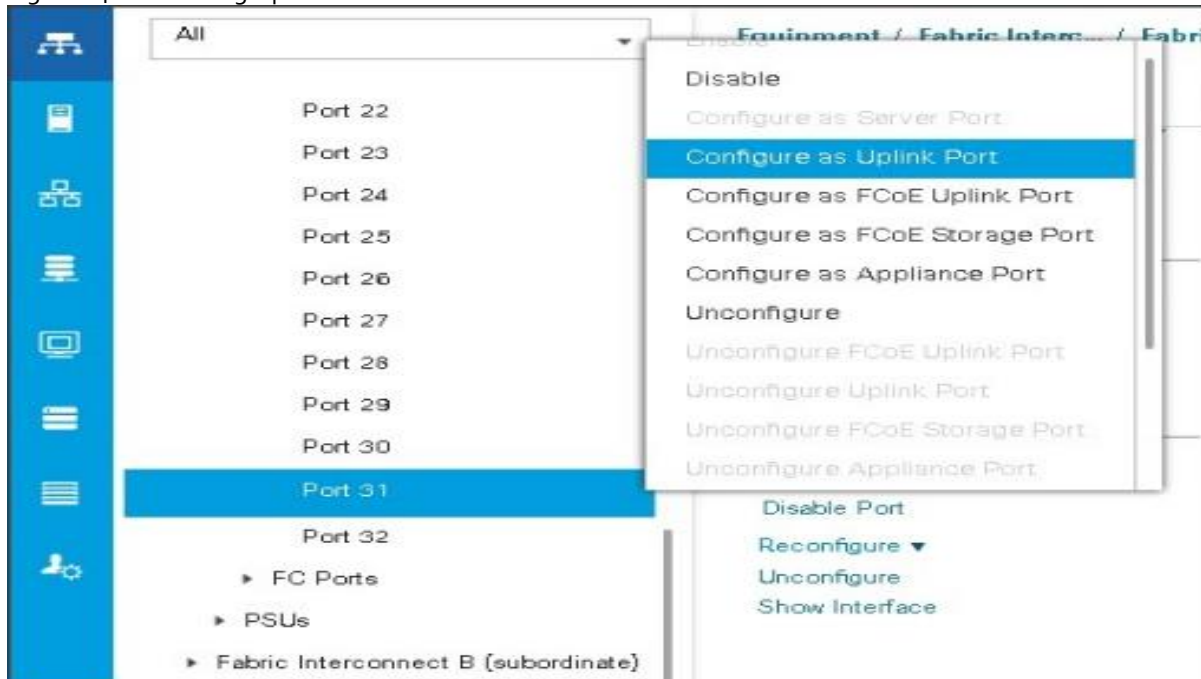 All
Port 22
Port 23
Port 24
Port 25
Port 26
Port 27
Port 28
Port 29
Port 30
Port 31
Port 32
FC Ports
PSUs
Fabric Interconnect B (subordinate)
Equipment / Fabric Interc... / Fabri
Enable
Disable
Configure as Server Port
Configure as Uplink Port
Configure as FCoE Uplink Port
Configure as FCoE Storage Port
Configure as Appliance Port
Unconfigure
Unconfigure FCoE Uplink Port
Unconfigure Uplink Port
Unconfigure FCoE Storage Port
Unconfigure Appliance Port
Disable Port
Reconfigure
Unconfigure
Show Interface